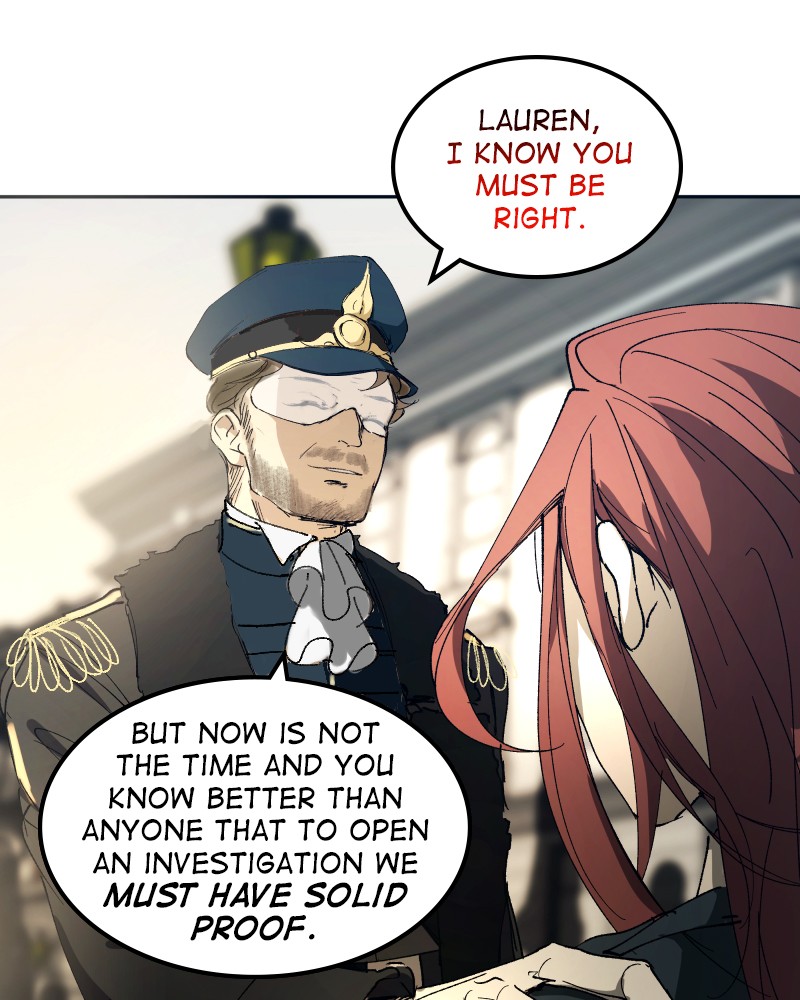 LAUREN,
I KNOW YOU
MUST BE
RIGHT.
BUT NOW IS NOT
THE TIME AND YOU
KNOW BETTER THAN
ANYONE THAT TO OPEN
AN INVESTIGATION WE
MUST HAVE SOLID
PROOF.